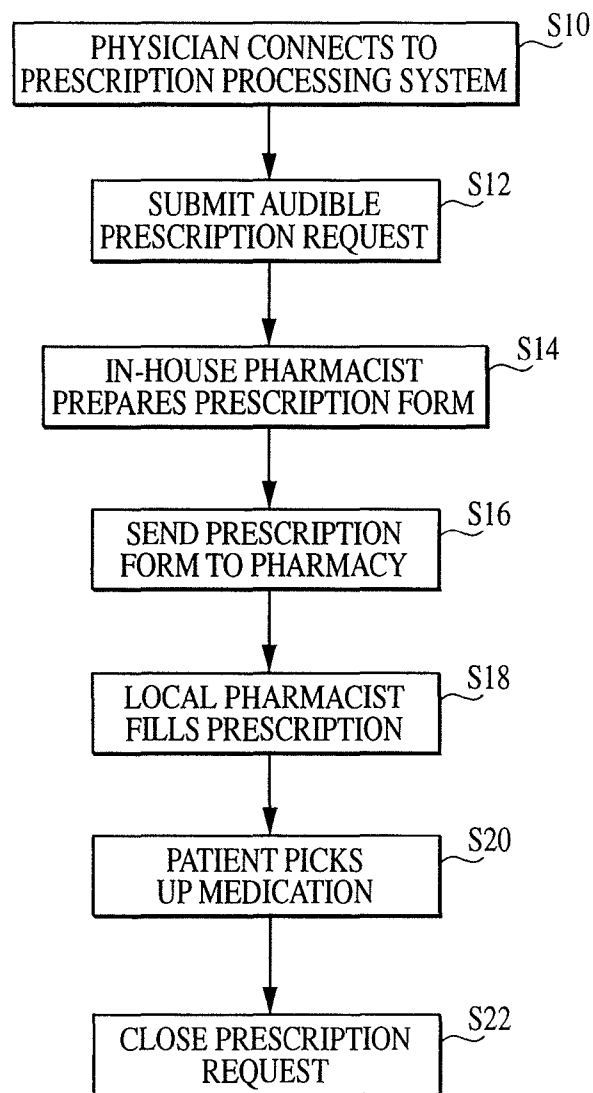 S10
PHYSICIAN CONNECTS TO
PRESCRIPTION PROCESSING SYSTEM
S12
SUBMIT AUDIBLE
PRESCRIPTION REQUEST
S14
IN-HOUSE PHARMACIST
PREPARES PRESCRIPTION FORM
S16
SEND PRESCRIPTION
FORM TO PHARMACY
S18
LOCAL PHARMACIST
FILLS PRESCRIPTION
S20
PATIENT PICKS
UP MEDICATION
S22
CLOSE PRESCRIPTION
REQUEST